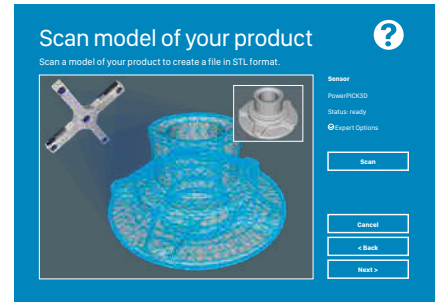 Scan model of your product
?
Scan a model of your product to create a file in STL format.
Sensor
PowerPICK3D
Status: ready
Expert Options
Scan
Cancel
< Back
Next >